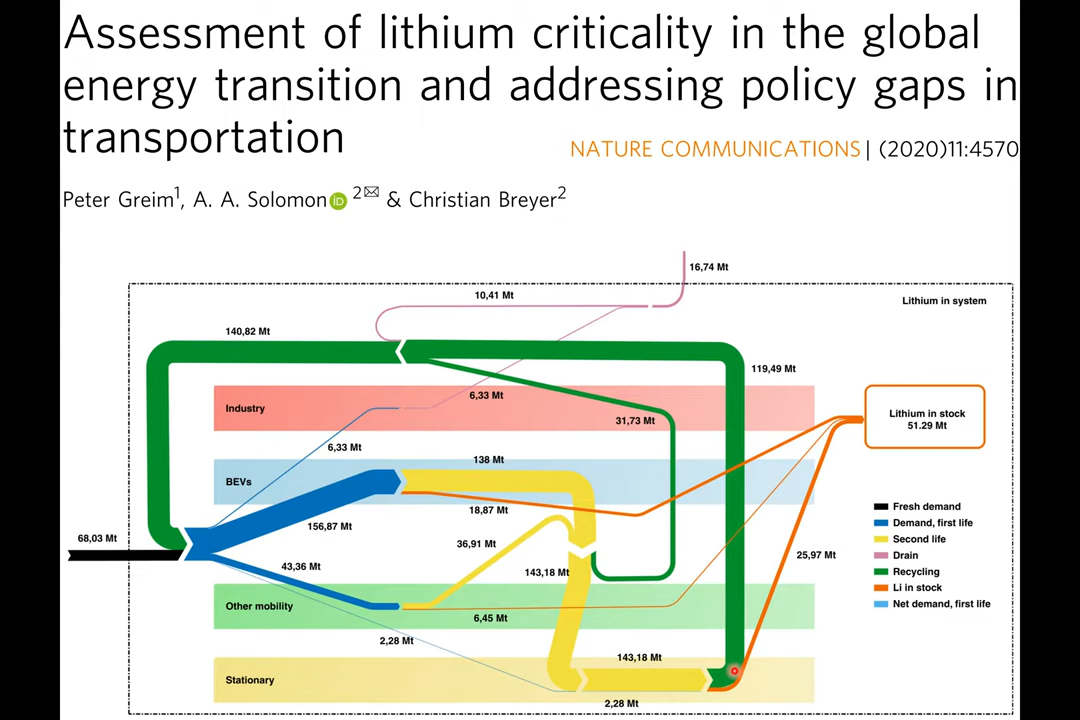 Assessment of lithium criticality in the global
energy transition and addressing policy gaps in
transportation
NATURE COMMUNICATIONS | (2020)11:4570
Peter Greim1, A. A. Solomon iD 2✉ & Christian Breyer2
16,74 Mt
10,41 Mt
Lithium in system
140,82 Mt
119,49 Mt
6,33 Mt
Industry
31,73 Mt
Lithium in stock
51.29 Mt
6,33 Mt
138 Mt
BEVs
18,87 Mt
156,87 Mt
Fresh demand
Demand, first life
Second life
Drain
Recycling
Li in stock
Net demand, first life
68,03 Mt
36,91 Mt
25,97 Mt
43,36 Mt
143,18 Mt
Other mobility
6,45 Mt
2,28 Mt
143,18 Mt
Stationary
2,28 Mt